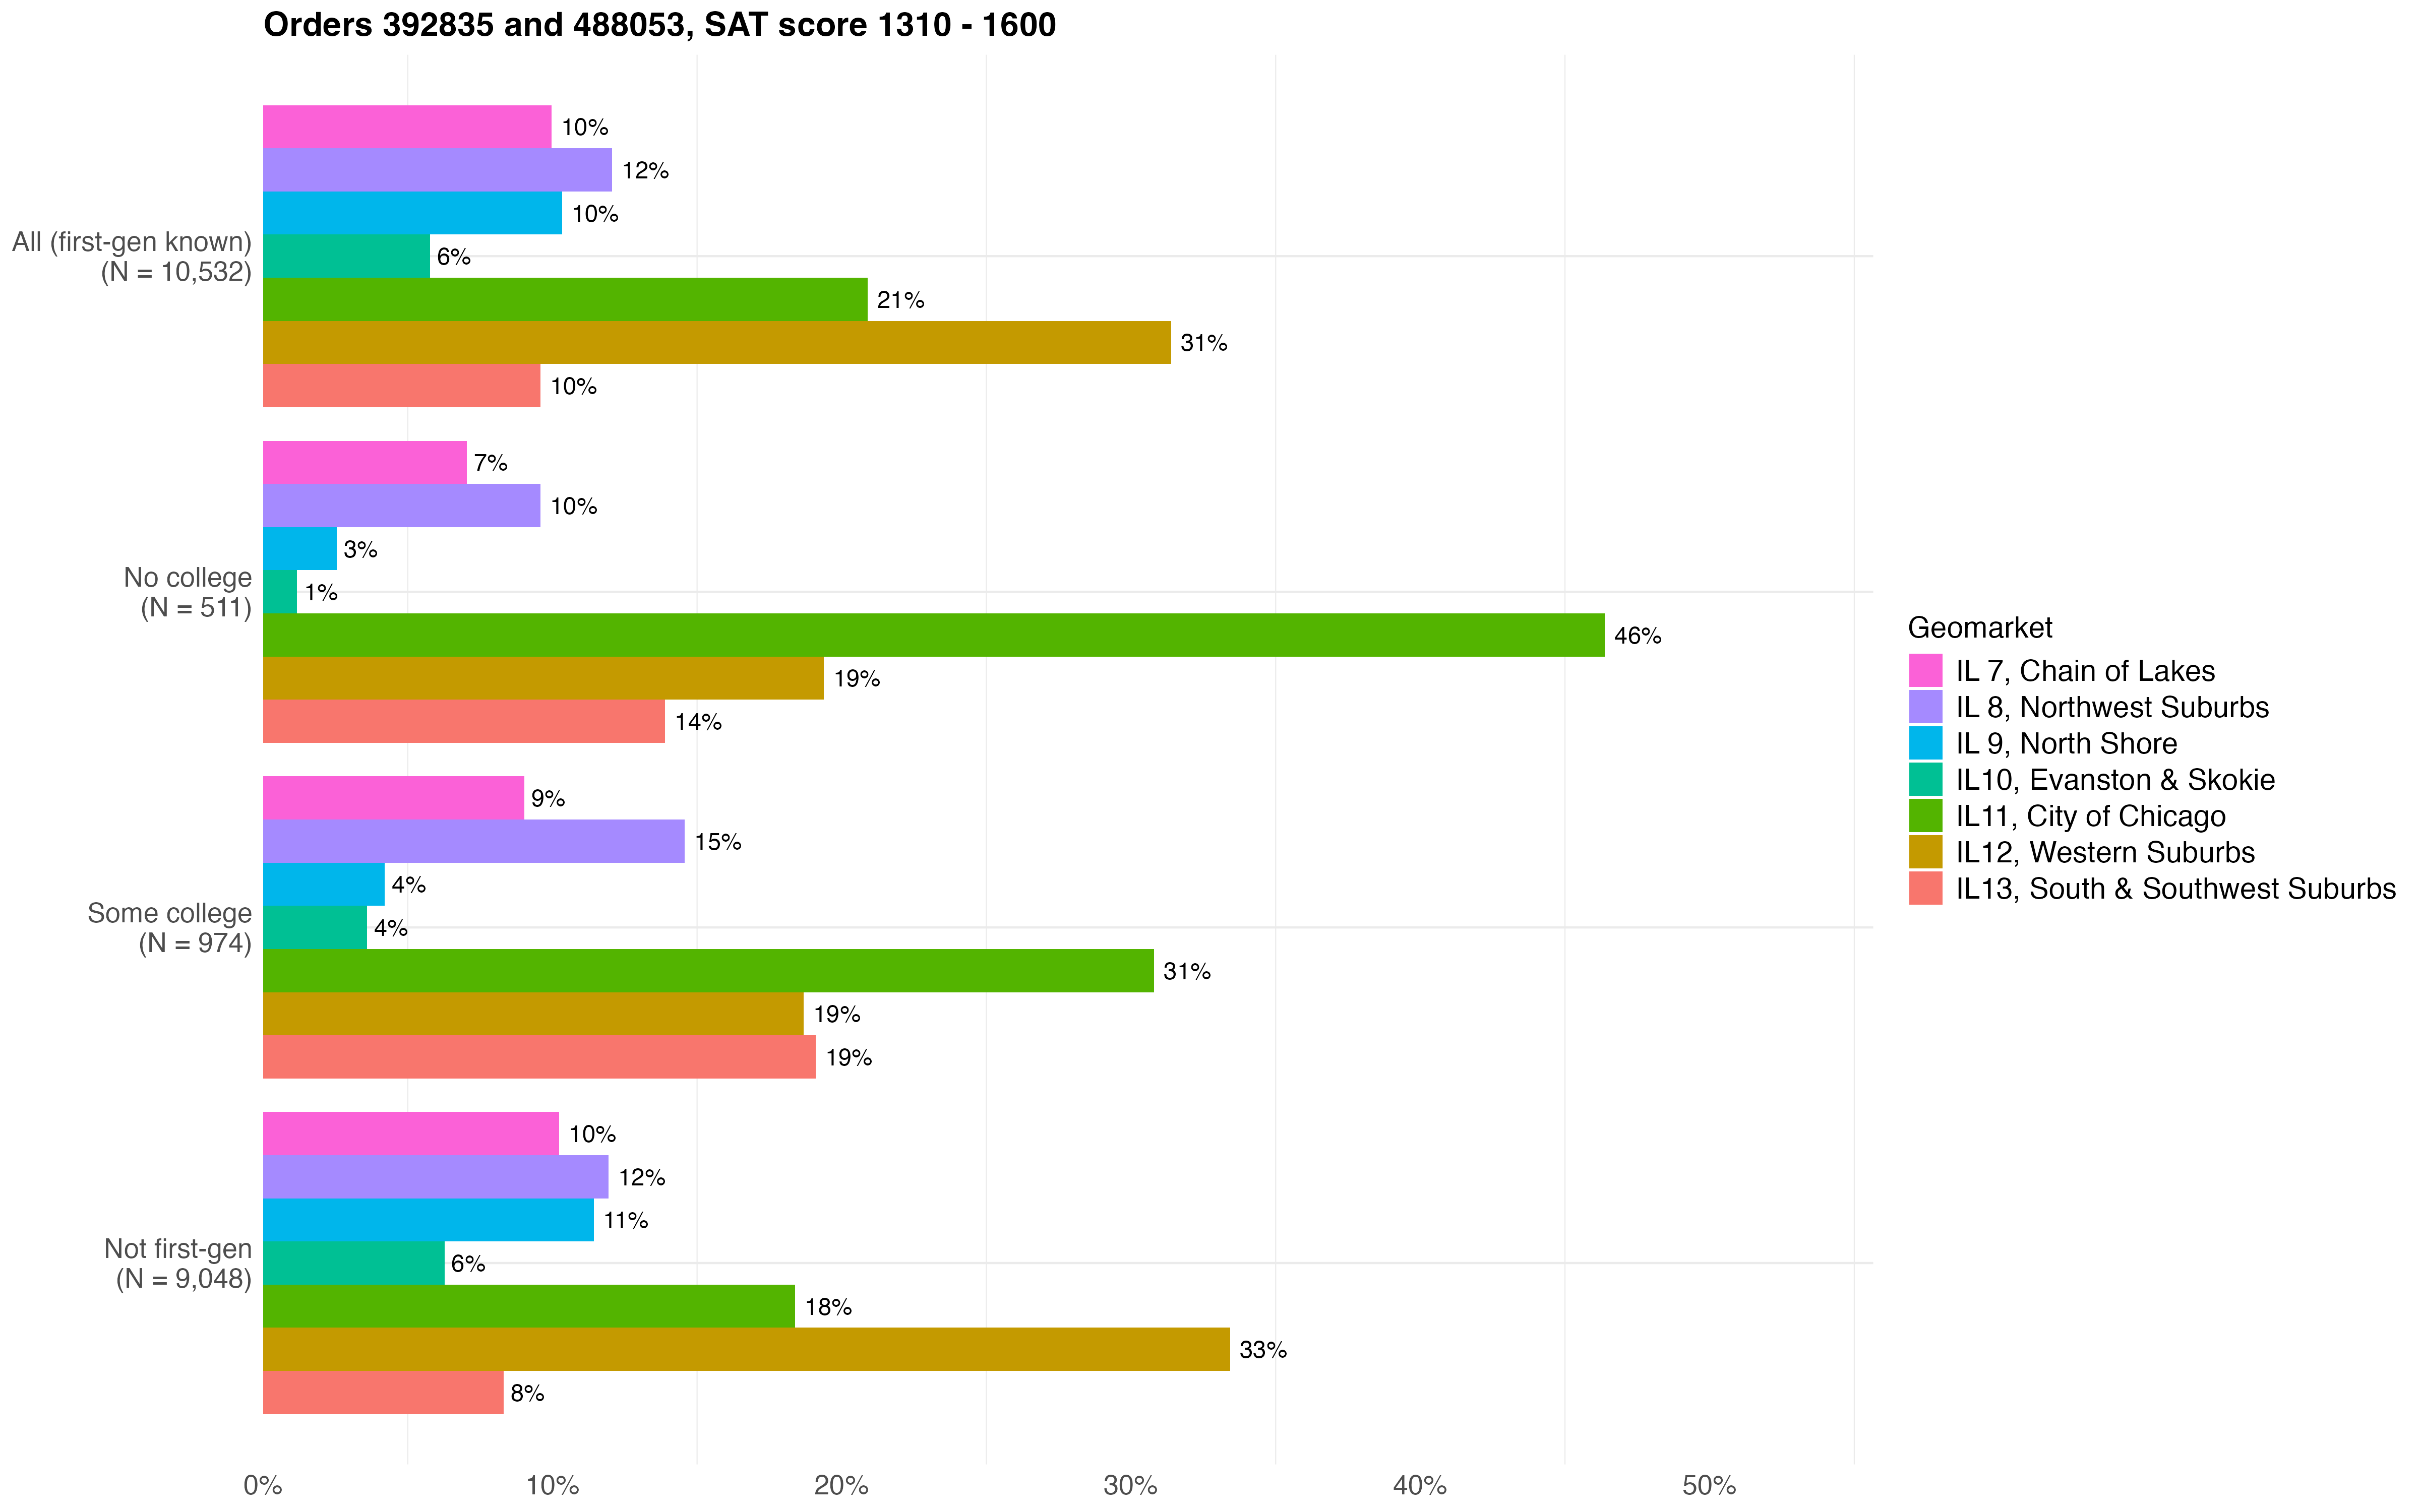 Orders 392835 and 488053, SAT score 1310 - 1600
All (first-gen known)
(N = 10,532)
10%
12%
10%
6%
21%
31%
10%
No college
(N = 511)
7%
10%
3%
1%
46%
19%
14%
Some college
(N = 974)
9%
15%
4%
4%
31%
19%
19%
Not first-gen
(N = 9,048)
10%
12%
11%
6%
18%
33%
8%
0% 10% 20% 30% 40% 50%
Geomarket
IL 7, Chain of Lakes
IL 8, Northwest Suburbs
IL 9, North Shore
IL10, Evanston & Skokie
IL11, City of Chicago
IL12, Western Suburbs
IL13, South & Southwest Suburbs